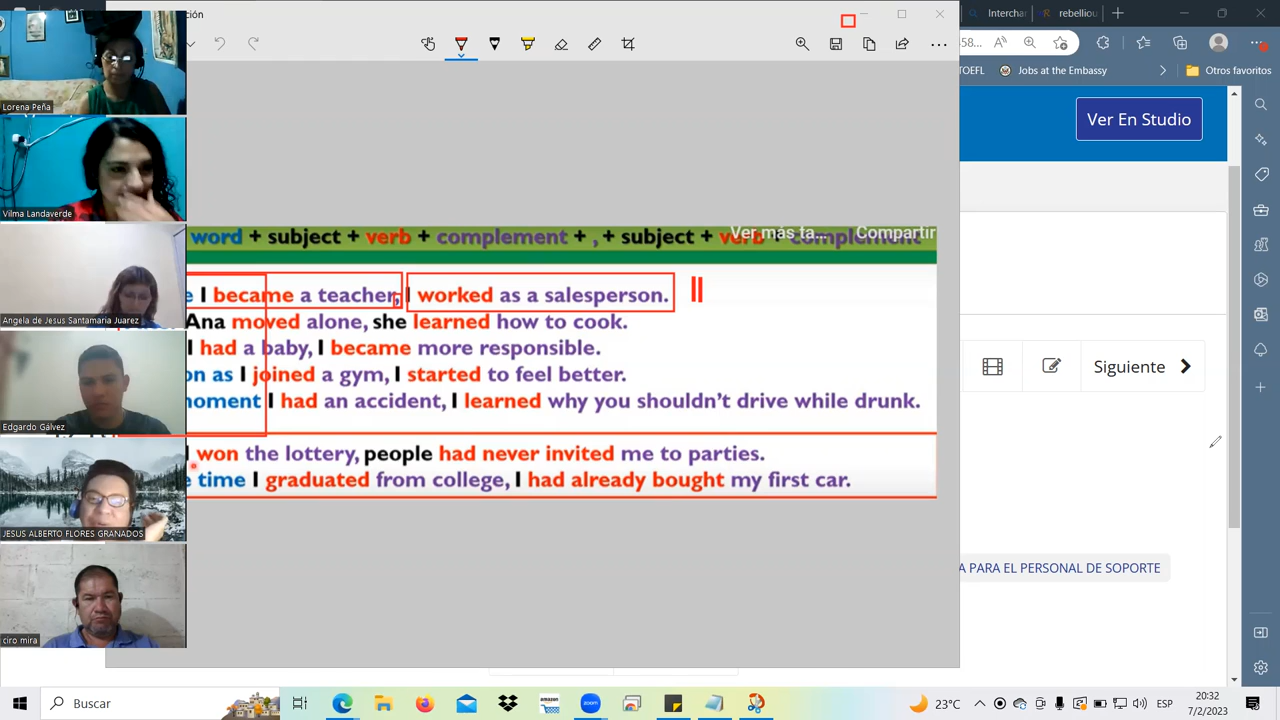 ción
Interchar
rebelliou
58...
TOEFL
Jobs at the Embassy
Otros favoritos
Lorena Peña
Ver En Studio
Vilma Landaverde
word + subject + verb + complement + , + subject + verb + complement
Ver más ta...
Compartir
I became a teacher, I worked as a salesperson.
Ana moved alone, she learned how to cook.
I had a baby, I became more responsible.
on as I joined a gym, I started to feel better.
moment I had an accident, I learned why you shouldn't drive while drunk.
Angela de Jesus Santamaria Juarez
Siguiente
Edgardo Gálvez
I won the lottery, people had never invited me to parties.
e time I graduated from college, I had already bought my first car.
JESUS ALBERTO FLORES GRANADOS
A PARA EL PERSONAL DE SOPORTE
ciro mira
Buscar
amazon
zoom
23°C
ESP
20:32
7/2/2023